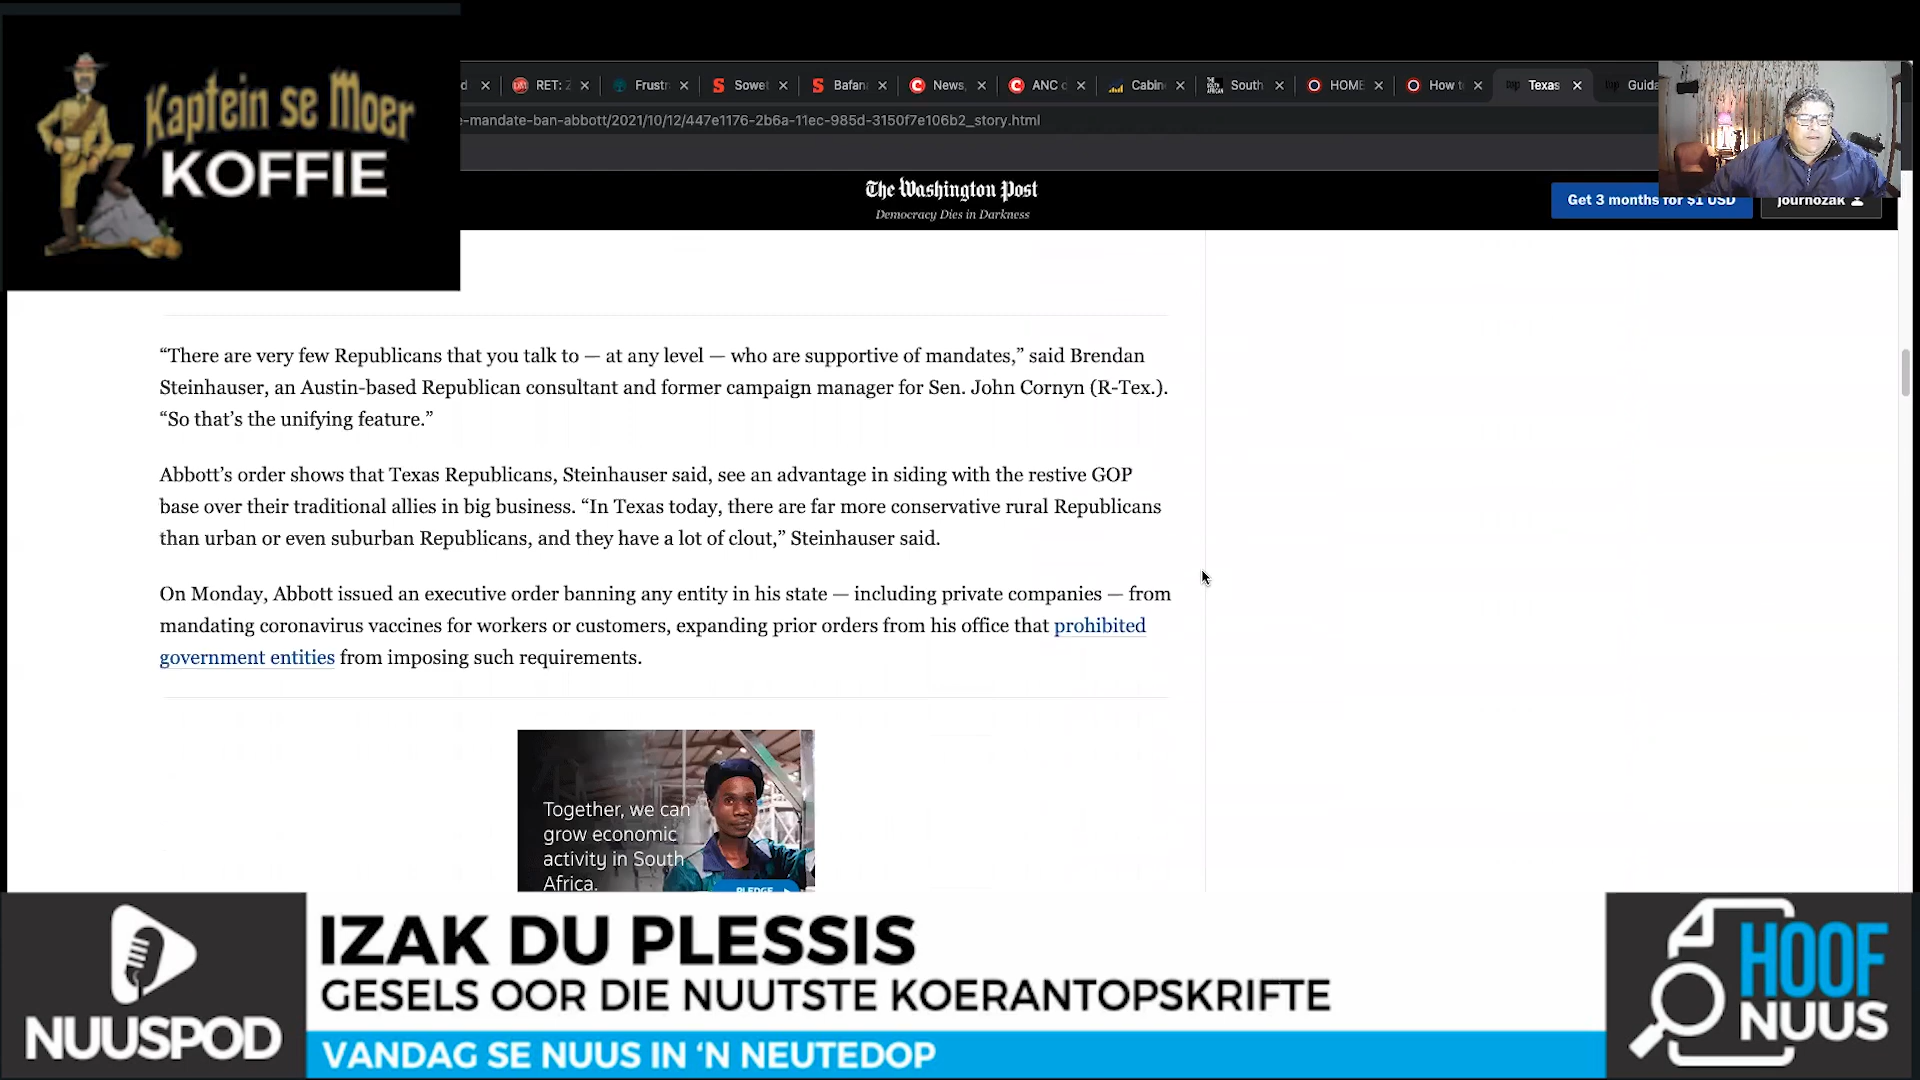 Kaptein se Moer
KOFFIE
d
RET: Z
Frustr
Sowet
Bafan
News,
ANC c
Cabin
South
HOME
How t
Texas
Guida
e-mandate-ban-abbott/2021/10/12/447e1176-2b6a-11ec-985d-3150f7e106b2_story.html
The Washington Post
Democracy Dies in Darkness
Get 3 months for $1 USD
journozak
“There are very few Republicans that you talk to — at any level — who are supportive of mandates,” said Brendan
Steinhauser, an Austin-based Republican consultant and former campaign manager for Sen. John Cornyn (R-Tex.).
“So that’s the unifying feature.”
Abbott’s order shows that Texas Republicans, Steinhauser said, see an advantage in siding with the restive GOP
base over their traditional allies in big business. “In Texas today, there are far more conservative rural Republicans
than urban or even suburban Republicans, and they have a lot of clout,” Steinhauser said.
On Monday, Abbott issued an executive order banning any entity in his state — including private companies — from
mandating coronavirus vaccines for workers or customers, expanding prior orders from his office that prohibited
government entities from imposing such requirements.
Together, we can
grow economic
activity in South
Africa.
PLEDGE
NUUSPOD
IZAK DU PLESSIS
GESELS OOR DIE NUUTSTE KOERANTOPSKRIFTE
VANDAG SE NUUS IN ‘N NEUTEDOP
HOOF
NUUS